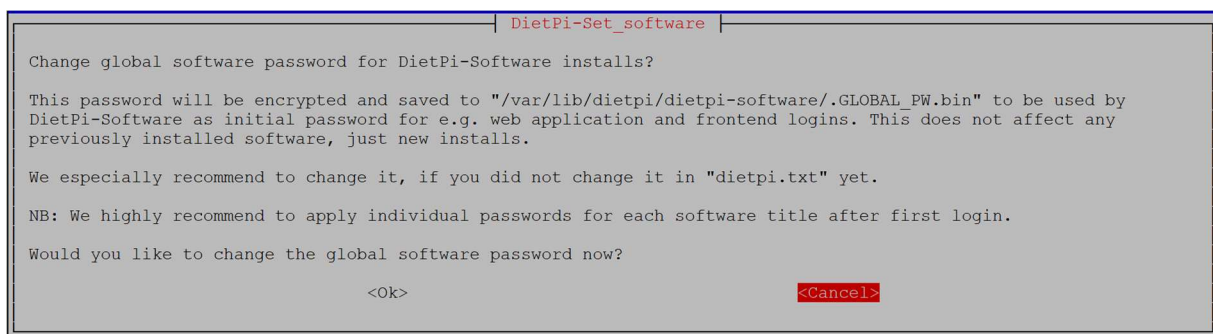 DietPi-Set_software
Change global software password for DietPi-Software installs?
This password will be encrypted and saved to "/var/lib/dietpi/dietpi-software/.GLOBAL_PW.bin" to be used by
DietPi-Software as initial password for e.g. web application and frontend logins. This does not affect any
previously installed software, just new installs.
We especially recommend to change it, if you did not change it in "dietpi.txt" yet.
NB: We highly recommend to apply individual passwords for each software title after first login.
Would you like to change the global software password now?
<Ok> <Cancel>